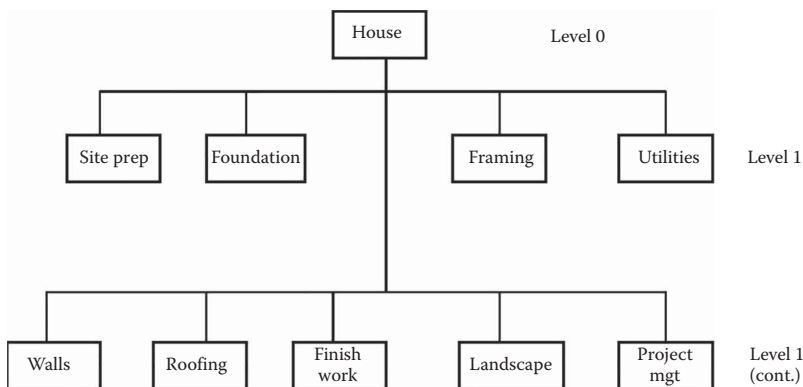 House
Level 0
Site prep
Foundation
Framing
Utilities
Level 1
Walls
Roofing
Finish
work
Landscape
Project
mgt
Level 1
(cont.)